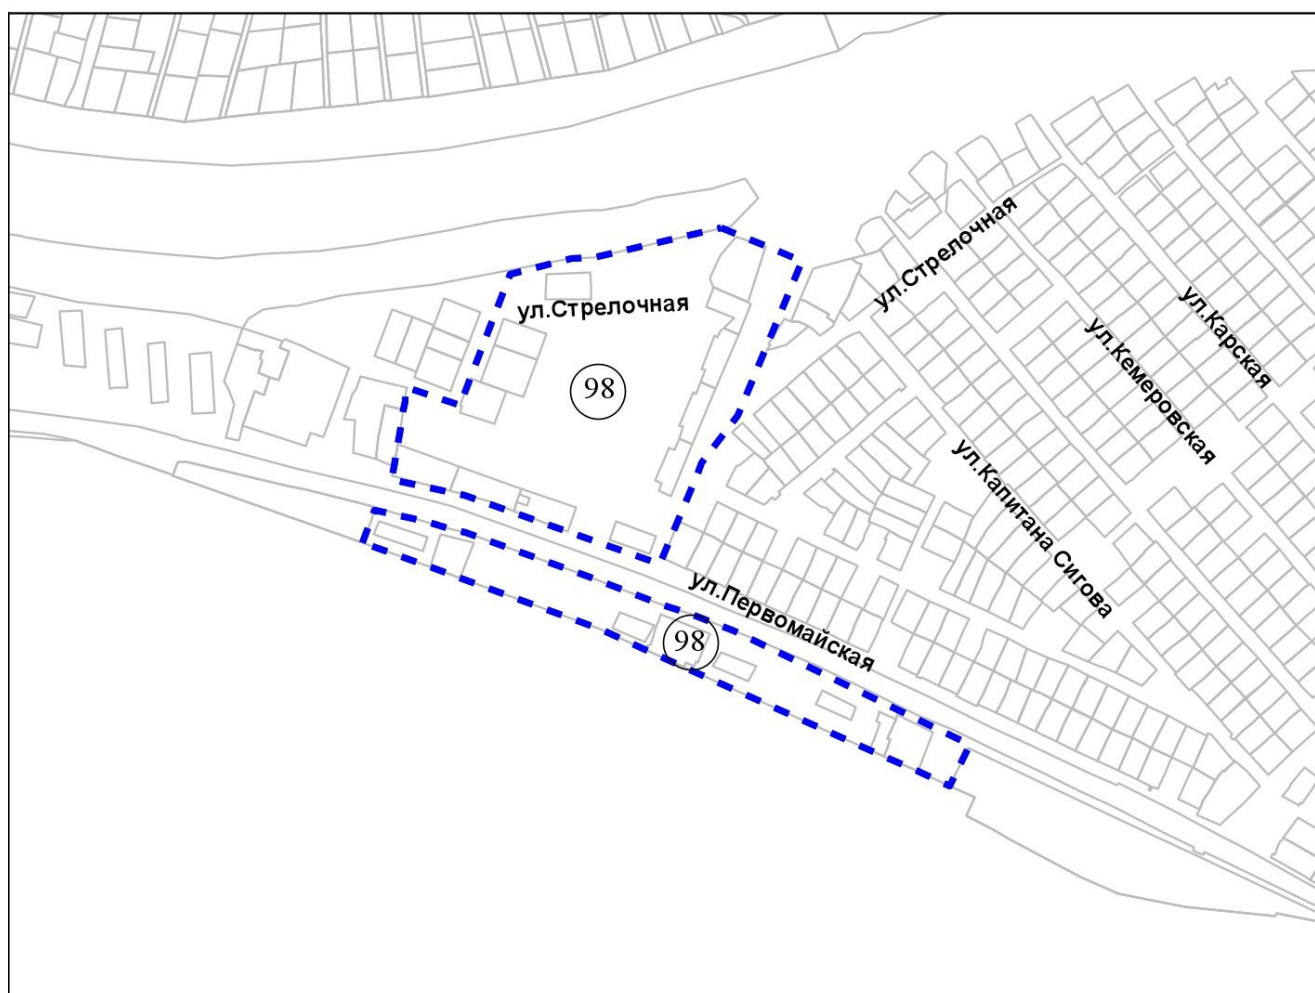 ул.Стрелочная
ул.Стрелочная
ул.Карская
ул.Кемеровская
98
ул.Капитана Сигова
ул.Первомайская
98